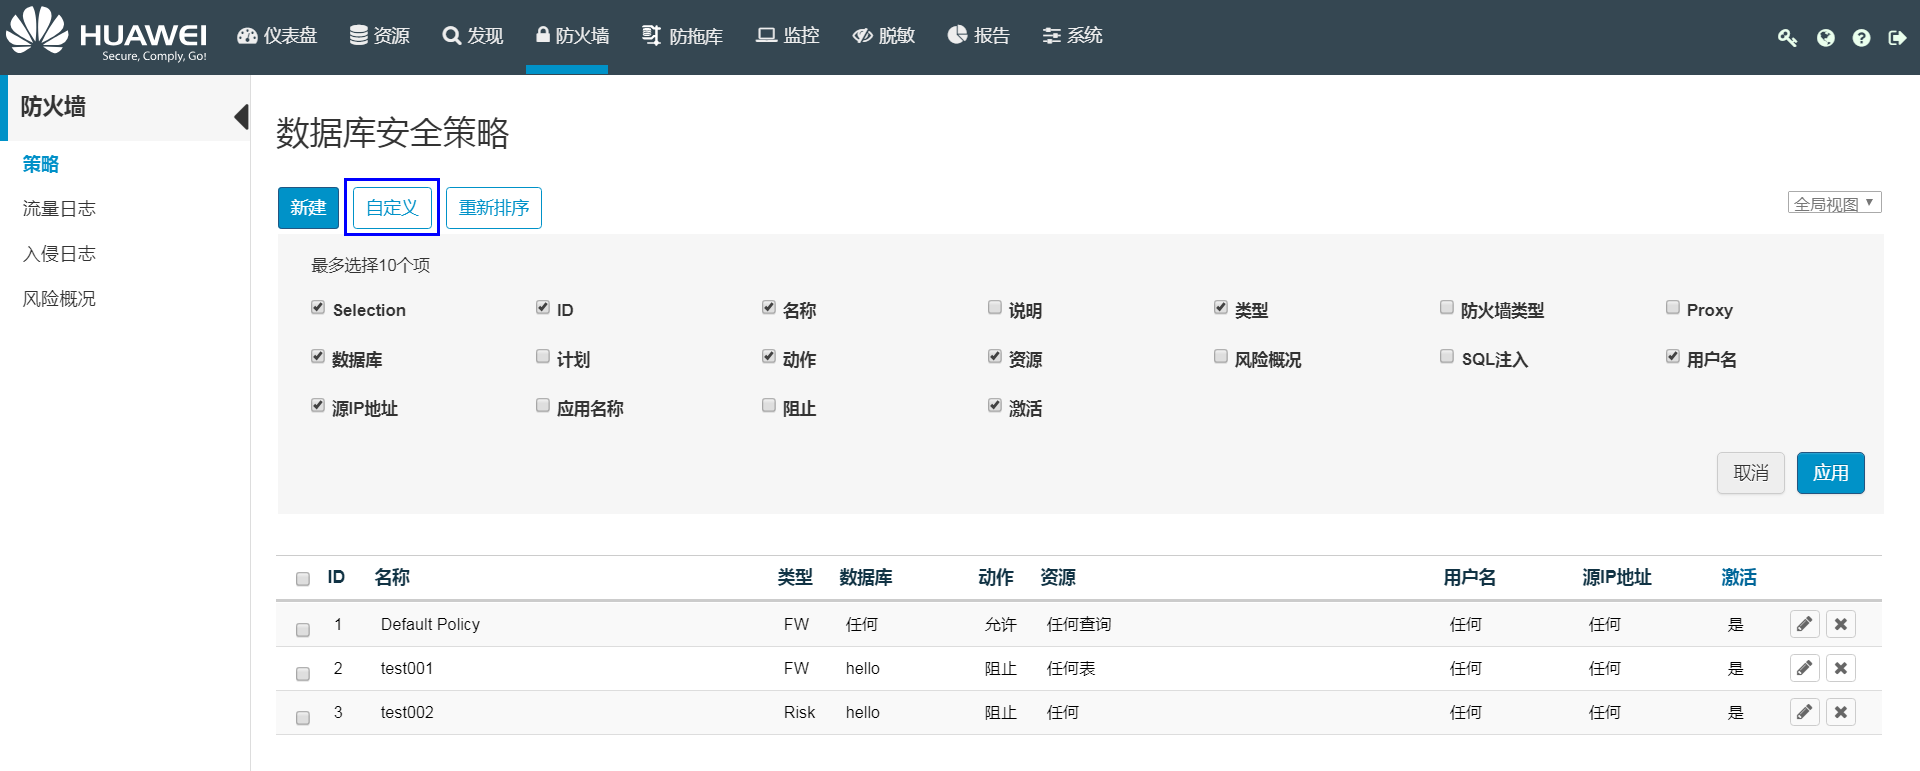 HUAWEI
Secure, Comply, Go!
仪表盘 资源 发现 防火墙 防拖库 监控 脱敏 报告 系统
防火墙
策略
流量日志
入侵日志
风险概况
数据库安全策略
新建 自定义 重新排序 全局视图
最多选择10个项
Selection ID 名称 说明 类型 防火墙类型 Proxy
数据库 计划 动作 资源 风险概况 SQL注入 用户名
源IP地址 应用名称 阻止 激活
取消 应用
ID 名称 类型 数据库 动作 资源 用户名 源IP地址 激活
1 Default Policy FW 任何 允许 任何查询 任何 任何 是
2 test001 FW hello 阻止 任何表 任何 任何 是
3 test002 Risk hello 阻止 任何 任何 任何 是